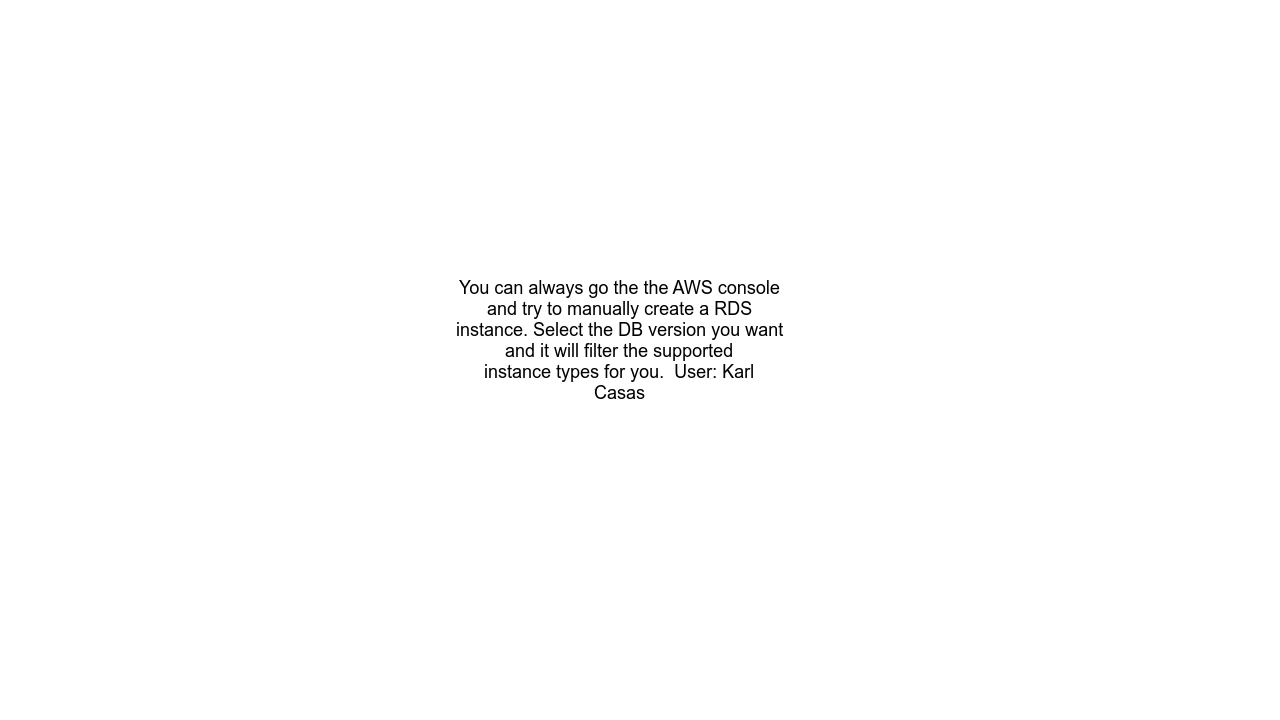 You can always go the the AWS console
and try to manually create a RDS
instance. Select the DB version you want
and it will filter the supported
instance types for you.  User: Karl
Casas